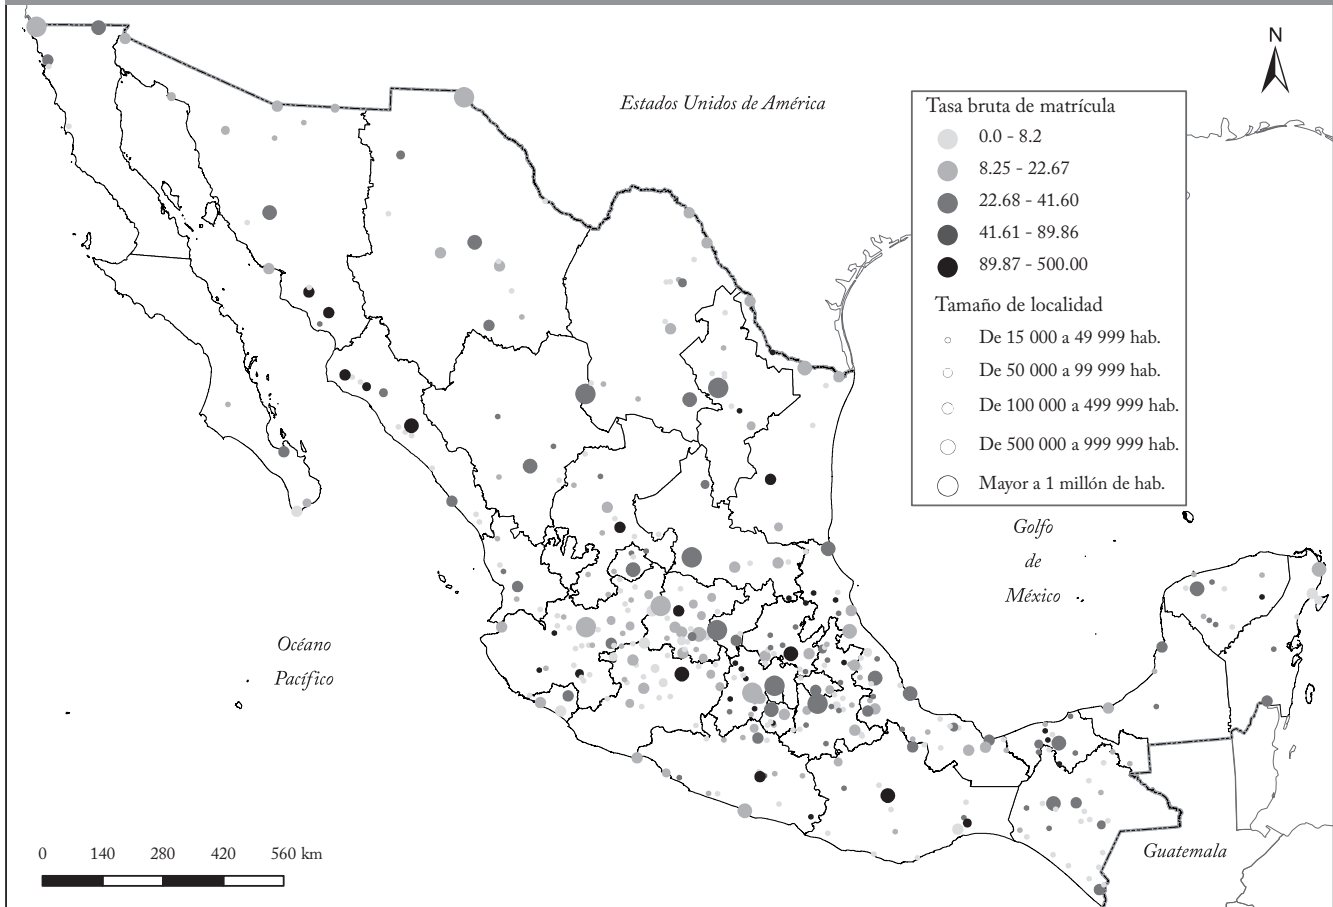 N
Estados Unidos de América
Tasa bruta de matrícula
0.0 - 8.2
8.25 - 22.67
22.68 - 41.60
41.61 - 89.86
89.87 - 500.00
Tamaño de localidad
De 15 000 a 49 999 hab.
De 50 000 a 99 999 hab.
De 100 000 a 499 999 hab.
De 500 000 a 999 999 hab.
Mayor a 1 millón de hab.
Golfo
de
México
Océano
Pacífico
Guatemala
0 140 280 420 560 km